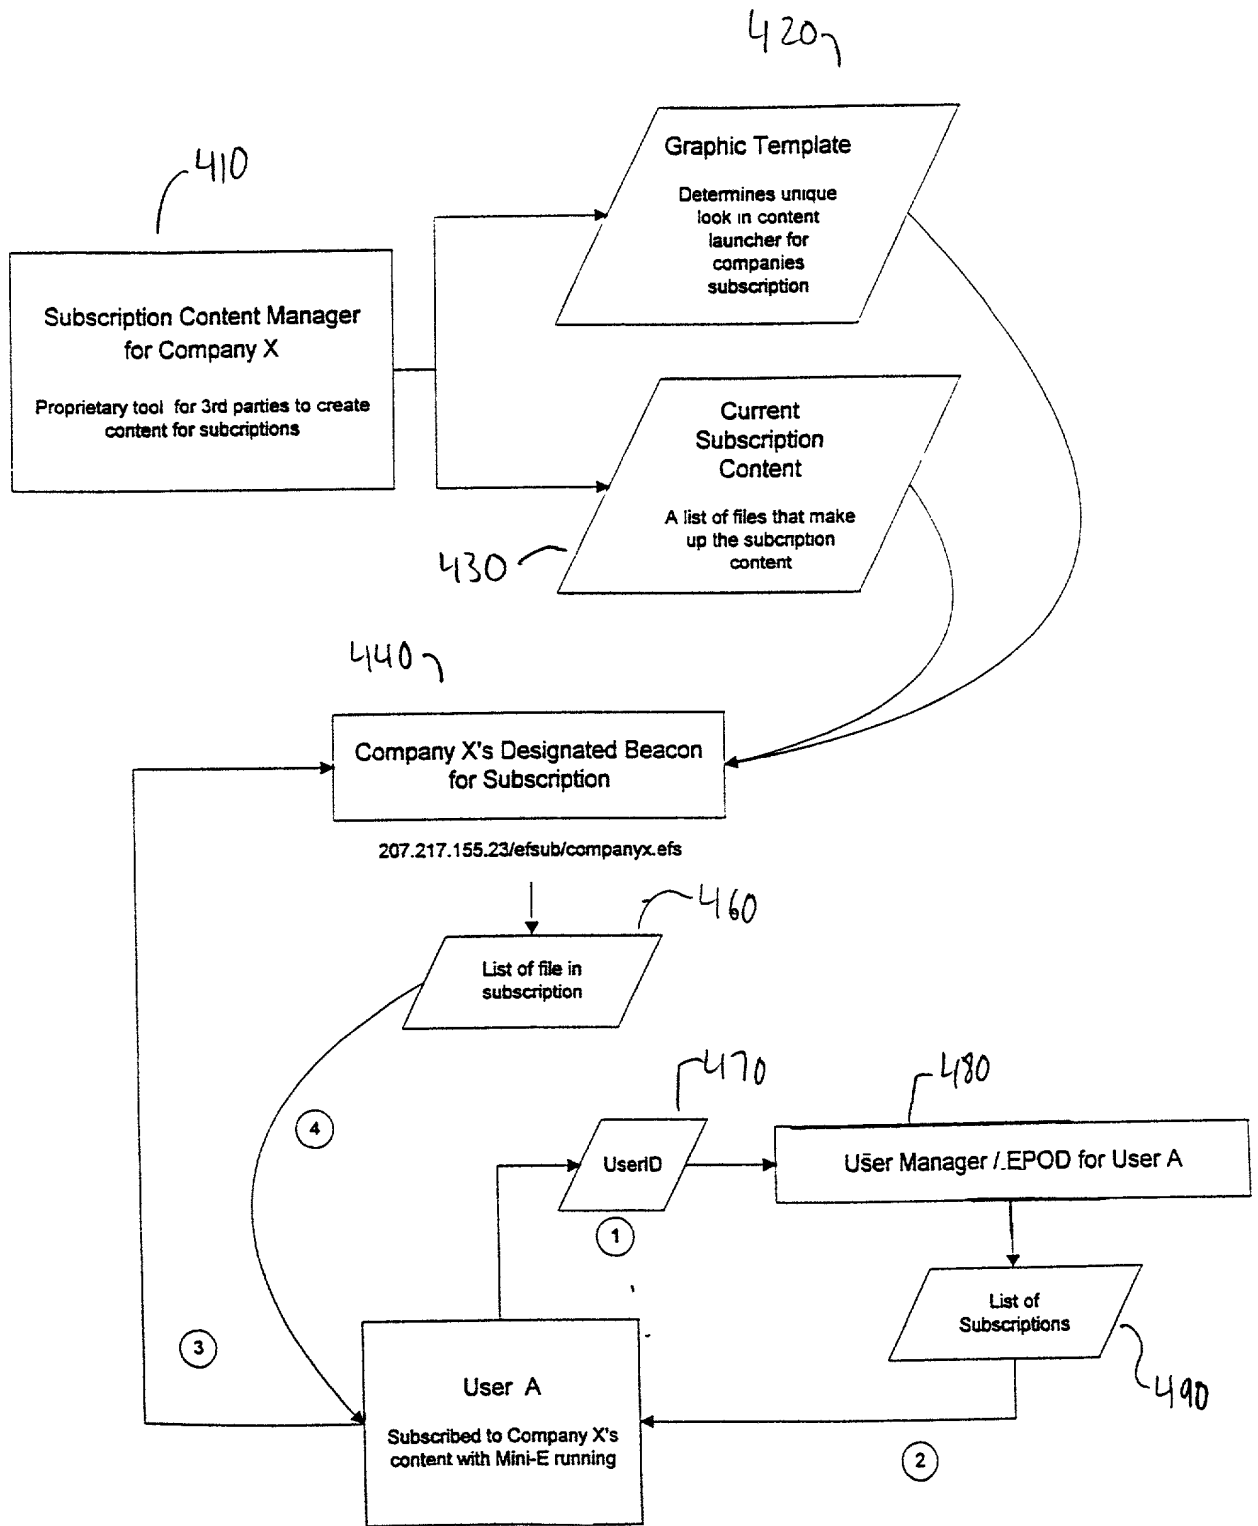 420
Graphic Template
Determines unique
look in content
launcher for
companies
subscription
410
Subscription Content Manager
for Company X
Proprietary tool for 3rd parties to create
content for subcriptions
Current
Subscription
Content
A list of files that make
up the subcription
content
430
440
Company X's Designated Beacon
for Subscription
207.217.155.23/efsub/companyx.efs
460
List of file in
subscription
470
480
4
UserID
User Manager / EPOD for User A
1
List of
Subscriptions
3
490
User A
Subscribed to Company X's
content with Mini-E running
2